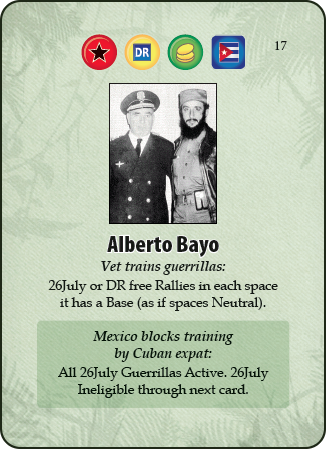 DR
17
Alberto Bayo
Vet trains guerrillas:
26July or DR free Rallies in each space
it has a Base (as if spaces Neutral).
Mexico blocks training
by Cuban expat:
All 26July Guerrillas Active. 26July
Ineligible through next card.